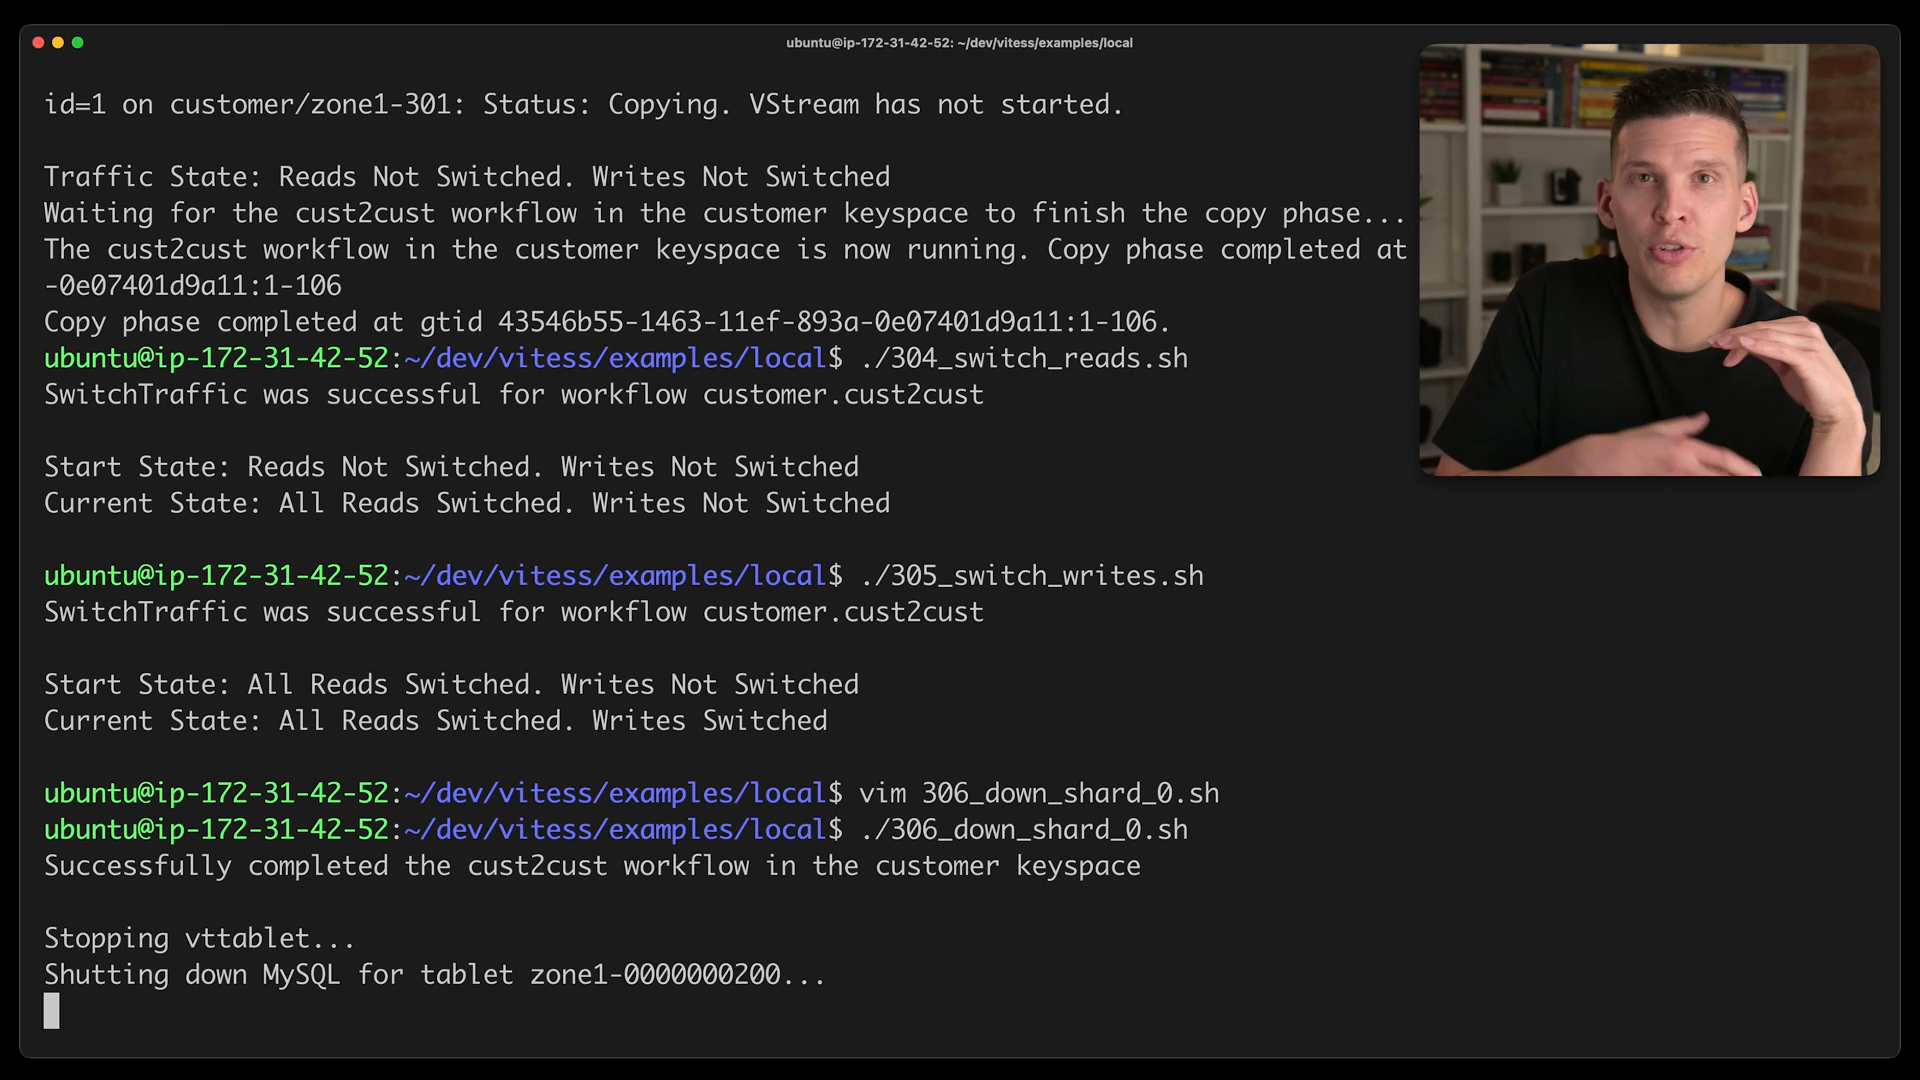 ubuntu@ip-172-31-42-52: ~/dev/vitess/examples/local
id=1 on customer/zone1-301: Status: Copying. VStream has not started.
Traffic State: Reads Not Switched. Writes Not Switched
Waiting for the cust2cust workflow in the customer keyspace to finish the copy phase...
The cust2cust workflow in the customer keyspace is now running. Copy phase completed at
-0e07401d9a11:1-106
Copy phase completed at gtid 43546b55-1463-11ef-893a-0e07401d9a11:1-106.
ubuntu@ip-172-31-42-52:~/dev/vitess/examples/local$ ./304_switch_reads.sh
SwitchTraffic was successful for workflow customer.cust2cust
Start State: Reads Not Switched. Writes Not Switched
Current State: All Reads Switched. Writes Not Switched
ubuntu@ip-172-31-42-52:~/dev/vitess/examples/local$ ./305_switch_writes.sh
SwitchTraffic was successful for workflow customer.cust2cust
Start State: All Reads Switched. Writes Not Switched
Current State: All Reads Switched. Writes Switched
ubuntu@ip-172-31-42-52:~/dev/vitess/examples/local$ vim 306_down_shard_0.sh
ubuntu@ip-172-31-42-52:~/dev/vitess/examples/local$ ./306_down_shard_0.sh
Successfully completed the cust2cust workflow in the customer keyspace
Stopping vttablet...
Shutting down MySQL for tablet zone1-0000000200...